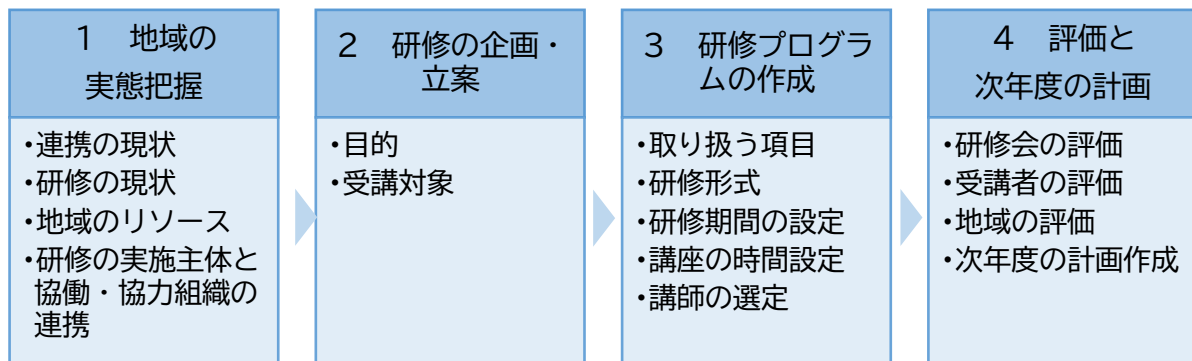 1　地域の
実態把握
・連携の現状
・研修の現状
・地域のリソース
・研修の実施主体と
協働・協力組織の
連携
2　研修の企画・
立案
・目的
・受講対象
3　研修プログラ
ムの作成
・取り扱う項目
・研修形式
・研修期間の設定
・講座の時間設定
・講師の選定
4　評価と
次年度の計画
・研修会の評価
・受講者の評価
・地域の評価
・次年度の計画作成